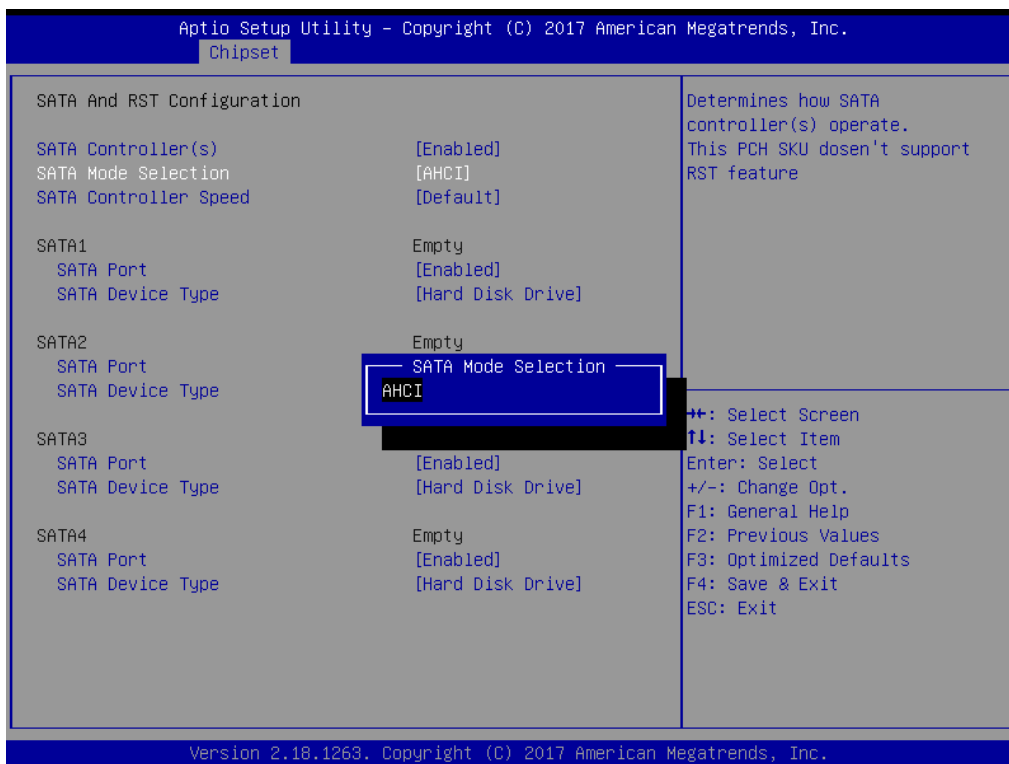 Aptio Setup Utility – Copyright (C) 2017 American Megatrends, Inc.
Chipset
SATA And RST Configuration
SATA Controller(s) [Enabled]
SATA Mode Selection [AHCI]
SATA Controller Speed [Default]
SATA1 Empty
SATA Port [Enabled]
SATA Device Type [Hard Disk Drive]
SATA2 Empty
SATA Port
SATA Device Type
SATA Mode Selection
AHCI
SATA3
SATA Port [Enabled]
SATA Device Type [Hard Disk Drive]
SATA4 Empty
SATA Port [Enabled]
SATA Device Type [Hard Disk Drive]
Determines how SATA
controller(s) operate.
This PCH SKU dosen't support
RST feature
→←: Select Screen
↑↓: Select Item
Enter: Select
+/-: Change Opt.
F1: General Help
F2: Previous Values
F3: Optimized Defaults
F4: Save & Exit
ESC: Exit
Version 2.18.1263. Copyright (C) 2017 American Megatrends, Inc.